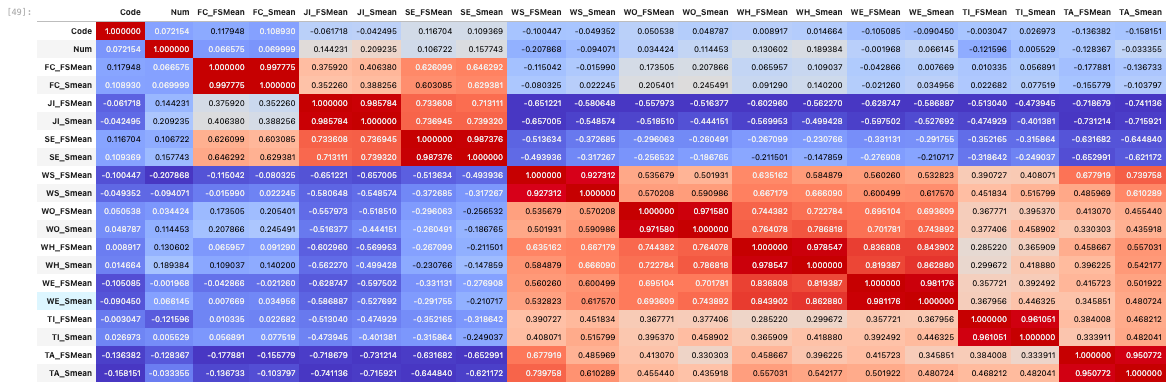 [49]:
Code Num FC_FSMean FC_Smean JI_FSMean JI_Smean SE_FSMean SE_Smean WS_FSMean WS_Smean WO_FSMean WO_Smean WH_FSMean WH_Smean WE_FSMean WE_Smean TI_FSMean TI_Smean TA_FSMean TA_Smean
Code 1.000000 0.072154 0.117948 0.108930 -0.061718 -0.042495 0.116704 0.109369 -0.100447 -0.049352 0.050538 0.048787 0.008917 0.014664 -0.105085 -0.090450 -0.003047 0.026973 -0.136382 -0.158151
Num 0.072154 1.000000 0.066575 0.069999 0.144231 0.209235 0.106722 0.157743 -0.207868 -0.094071 0.034424 0.114453 0.130602 0.189384 -0.001968 0.066145 -0.121596 0.005529 -0.128367 -0.033355
FC_FSMean 0.117948 0.066575 1.000000 0.997775 0.375920 0.406380 0.626099 0.646292 -0.115042 -0.015990 0.173505 0.207866 0.065957 0.109037 -0.042866 0.007669 0.010335 0.056891 -0.177881 -0.136733
FC_Smean 0.108930 0.069999 0.997775 1.000000 0.352260 0.388256 0.603085 0.629381 -0.080325 0.022245 0.205401 0.245491 0.091290 0.140200 -0.021260 0.034956 0.022682 0.077519 -0.155779 -0.103797
JI_FSMean -0.061718 0.144231 0.375920 0.352260 1.000000 0.985784 0.733608 0.713111 -0.651221 -0.580648 -0.557973 -0.516377 -0.602960 -0.562270 -0.628747 -0.586887 -0.513040 -0.473945 -0.718679 -0.741136
JI_Smean -0.042495 0.209235 0.406380 0.388256 0.985784 1.000000 0.736945 0.739320 -0.657005 -0.548574 -0.518510 -0.444151 -0.569953 -0.499428 -0.597502 -0.527692 -0.474929 -0.401381 -0.731214 -0.715921
SE_FSMean 0.116704 0.106722 0.626099 0.603085 0.733608 0.736945 1.000000 0.987376 -0.513634 -0.372685 -0.296063 -0.260491 -0.267099 -0.230766 -0.331131 -0.291755 -0.352165 -0.315864 -0.631682 -0.644840
SE_Smean 0.109369 0.157743 0.646292 0.629381 0.713111 0.739320 0.987376 1.000000 -0.493936 -0.317267 -0.256532 -0.186765 -0.211501 -0.147859 -0.276908 -0.210717 -0.318642 -0.249037 -0.652991 -0.621172
WS_FSMean -0.100447 -0.207868 -0.115042 -0.080325 -0.651221 -0.657005 -0.513634 -0.493936 1.000000 0.927312 0.535679 0.501931 0.635162 0.584879 0.560260 0.532823 0.390727 0.408071 0.677919 0.739758
WS_Smean -0.049352 -0.094071 -0.015990 0.022245 -0.580648 -0.548574 -0.372685 -0.317267 0.927312 1.000000 0.570208 0.590986 0.667179 0.666090 0.600499 0.617570 0.451834 0.515799 0.485969 0.610289
WO_FSMean 0.050538 0.034424 0.173505 0.205401 -0.557973 -0.518510 -0.296063 -0.256532 0.535679 0.570208 1.000000 0.971580 0.744382 0.722784 0.695104 0.693609 0.367771 0.395370 0.413070 0.455440
WO_Smean 0.048787 0.114453 0.207866 0.245491 -0.516377 -0.444151 -0.260491 -0.186765 0.501931 0.590986 0.971580 1.000000 0.764078 0.786818 0.701781 0.743892 0.377406 0.458902 0.330303 0.435918
WH_FSMean 0.008917 0.130602 0.065957 0.091290 -0.602960 -0.569953 -0.267099 -0.211501 0.635162 0.667179 0.744382 0.764078 1.000000 0.978547 0.836808 0.843902 0.285220 0.365909 0.458667 0.557031
WH_Smean 0.014664 0.189384 0.109037 0.140200 -0.562270 -0.499428 -0.230766 -0.147859 0.584879 0.666090 0.722784 0.786818 0.978547 1.000000 0.819387 0.862880 0.299672 0.418880 0.396225 0.542177
WE_FSMean -0.105085 -0.001968 -0.042866 -0.021260 -0.628747 -0.597502 -0.331131 -0.276908 0.560260 0.600499 0.695104 0.701781 0.836808 0.819387 1.000000 0.981176 0.357721 0.392492 0.415723 0.501922
WE_Smean -0.090450 0.066145 0.007669 0.034956 -0.586887 -0.527692 -0.291755 -0.210717 0.532823 0.617570 0.693609 0.743892 0.843902 0.862880 0.981176 1.000000 0.367956 0.446325 0.345851 0.480724
TI_FSMean -0.003047 -0.121596 0.010335 0.022682 -0.513040 -0.474929 -0.352165 -0.318642 0.390727 0.451834 0.367771 0.377406 0.285220 0.299672 0.357721 0.367956 1.000000 0.961051 0.384008 0.468212
TI_Smean 0.026973 0.005529 0.056891 0.077519 -0.473945 -0.401381 -0.315864 -0.249037 0.408071 0.515799 0.395370 0.458902 0.365909 0.418880 0.392492 0.446325 0.961051 1.000000 0.333911 0.482041
TA_FSMean -0.136382 -0.128367 -0.177881 -0.155779 -0.718679 -0.731214 -0.631682 -0.652991 0.677919 0.485969 0.413070 0.330303 0.458667 0.396225 0.415723 0.345851 0.384008 0.333911 1.000000 0.950772
TA_Smean -0.158151 -0.033355 -0.136733 -0.103797 -0.741136 -0.715921 -0.644840 -0.621172 0.739758 0.610289 0.455440 0.435918 0.557031 0.542177 0.501922 0.480724 0.468212 0.482041 0.950772 1.000000